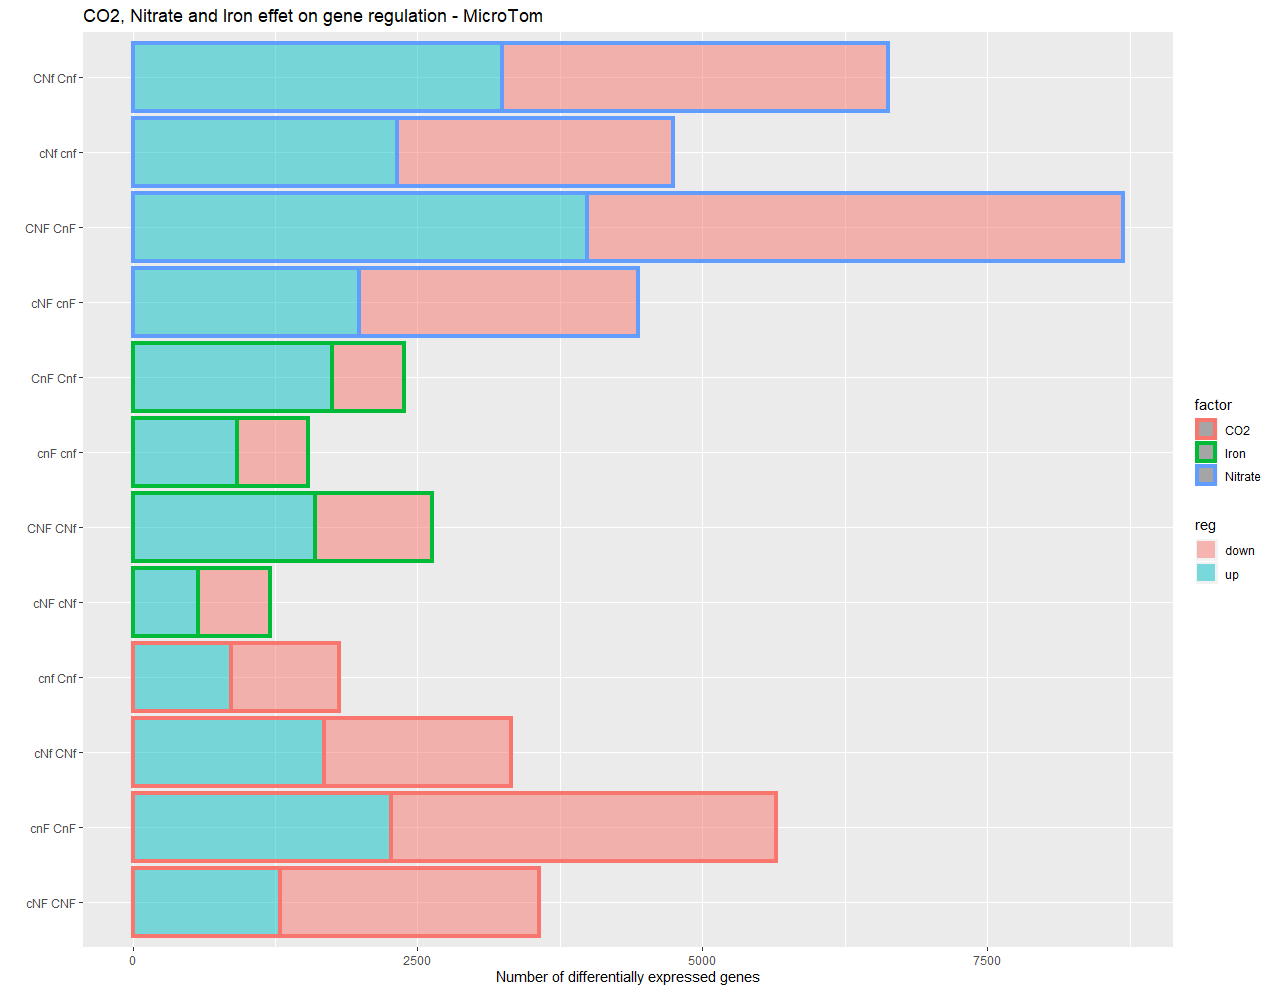 CO2, Nitrate and Iron effet on gene regulation - MicroTom
CNf Cnf
cNf cnf
CNF CnF
cNF cnF
CnF Cnf
cnF cnf
CNF CNf
cNF cNf
cnf Cnf
cNf CNf
cnF CnF
cNF CNF
0 2500 5000 7500
Number of differentially expressed genes
factor
CO2
Iron
Nitrate
reg
down
up